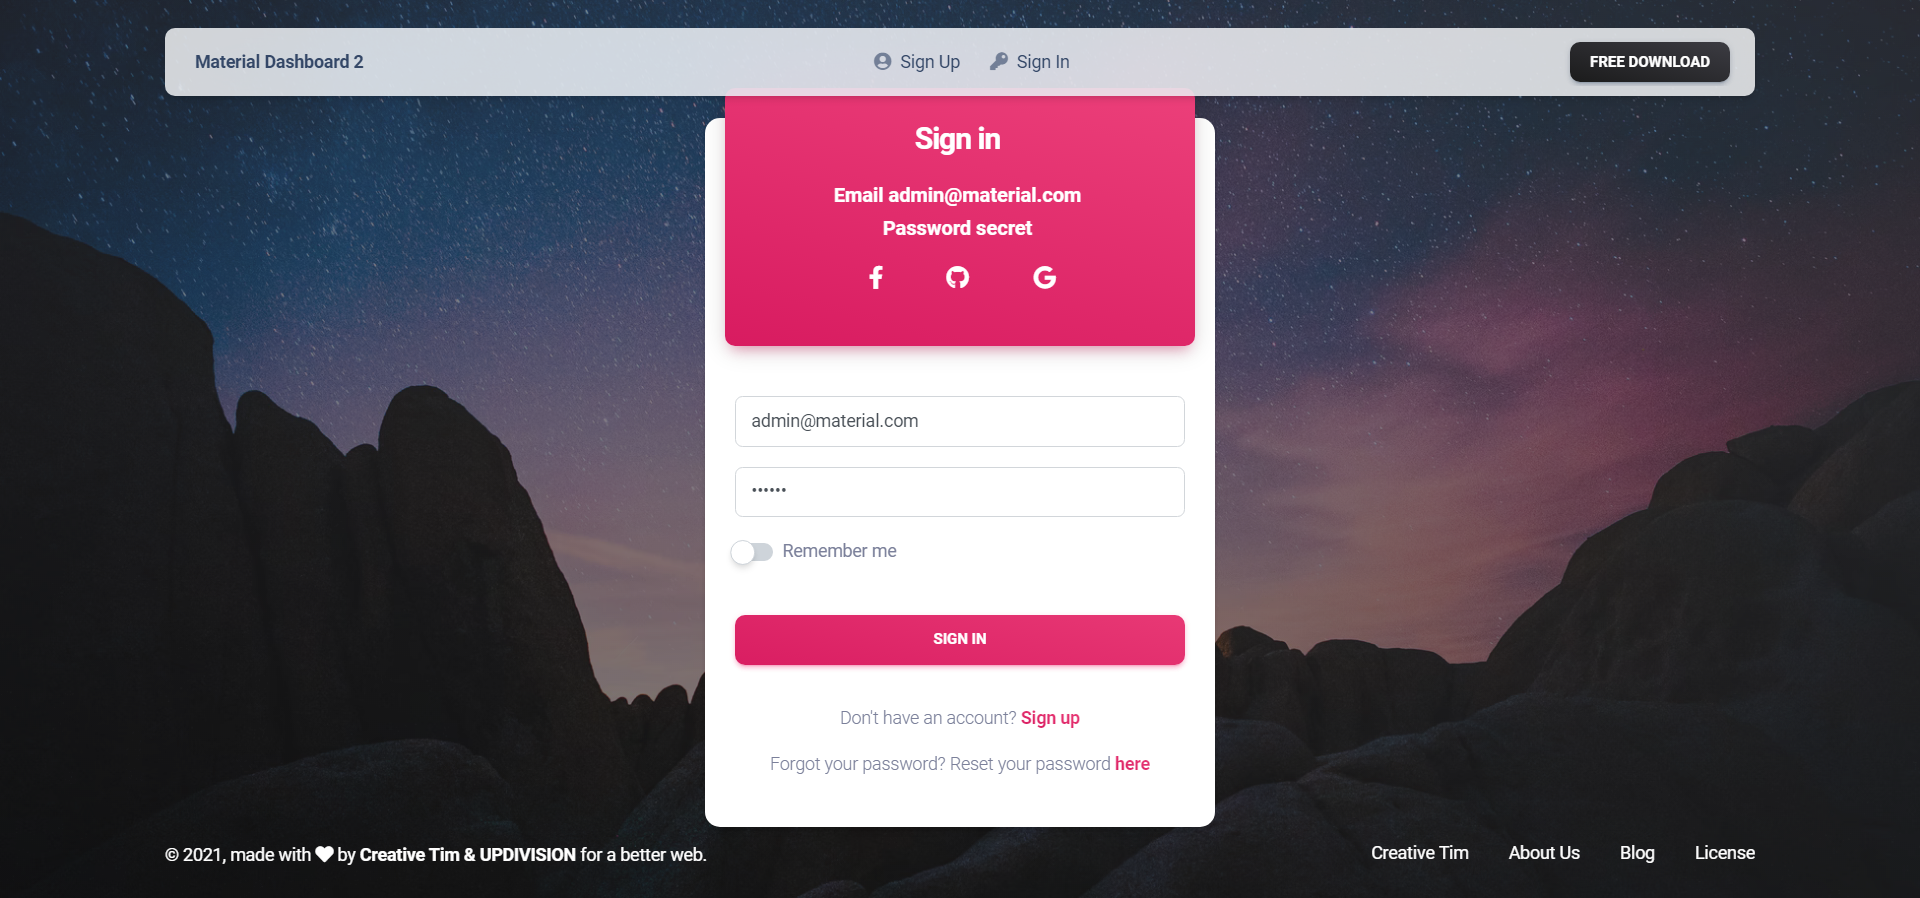 Material Dashboard 2
Sign Up
Sign In
FREE DOWNLOAD
Sign in
Email admin@material.com
Password secret
admin@material.com
••••••
Remember me
SIGN IN
Don't have an account? Sign up
Forgot your password? Reset your password here
© 2021, made with by Creative Tim & UPDIVISION for a better web.
Creative Tim
About Us
Blog
License